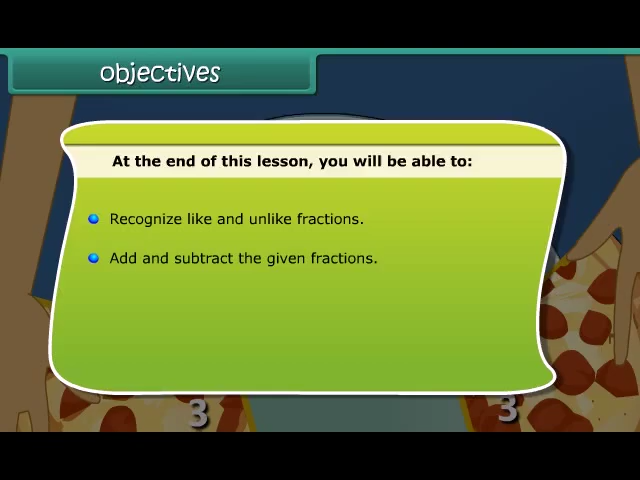 objectives
At the end of this lesson, you will be able to:
Recognize like and unlike fractions.
Add and subtract the given fractions.
3
3